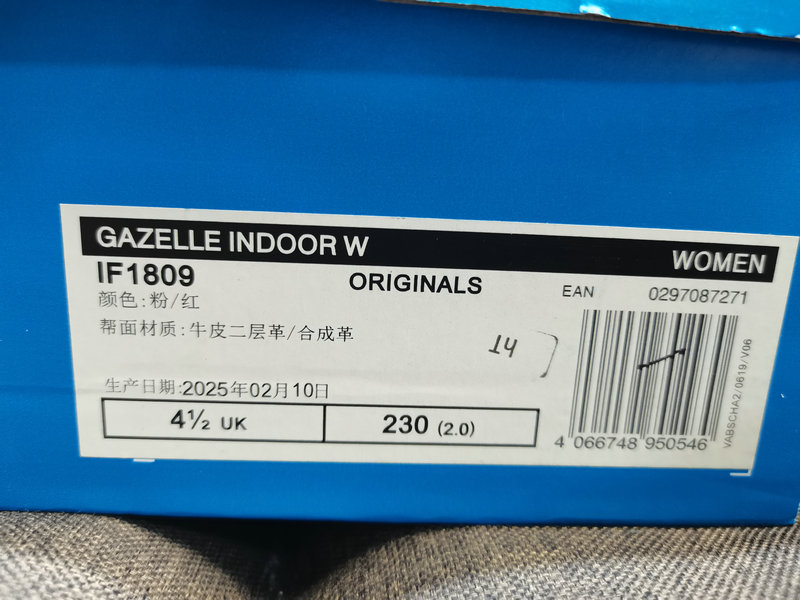 GAZELLE INDOOR W
WOMEN
IF1809
ORIGINALS
EAN 0297087271
颜色:粉/红
帮面材质:牛皮二层革/合成革
14
生产日期:2025年02月10日
4½ UK
230 (2.0)
4 066748 950546
VABSCHA2/0619/V06